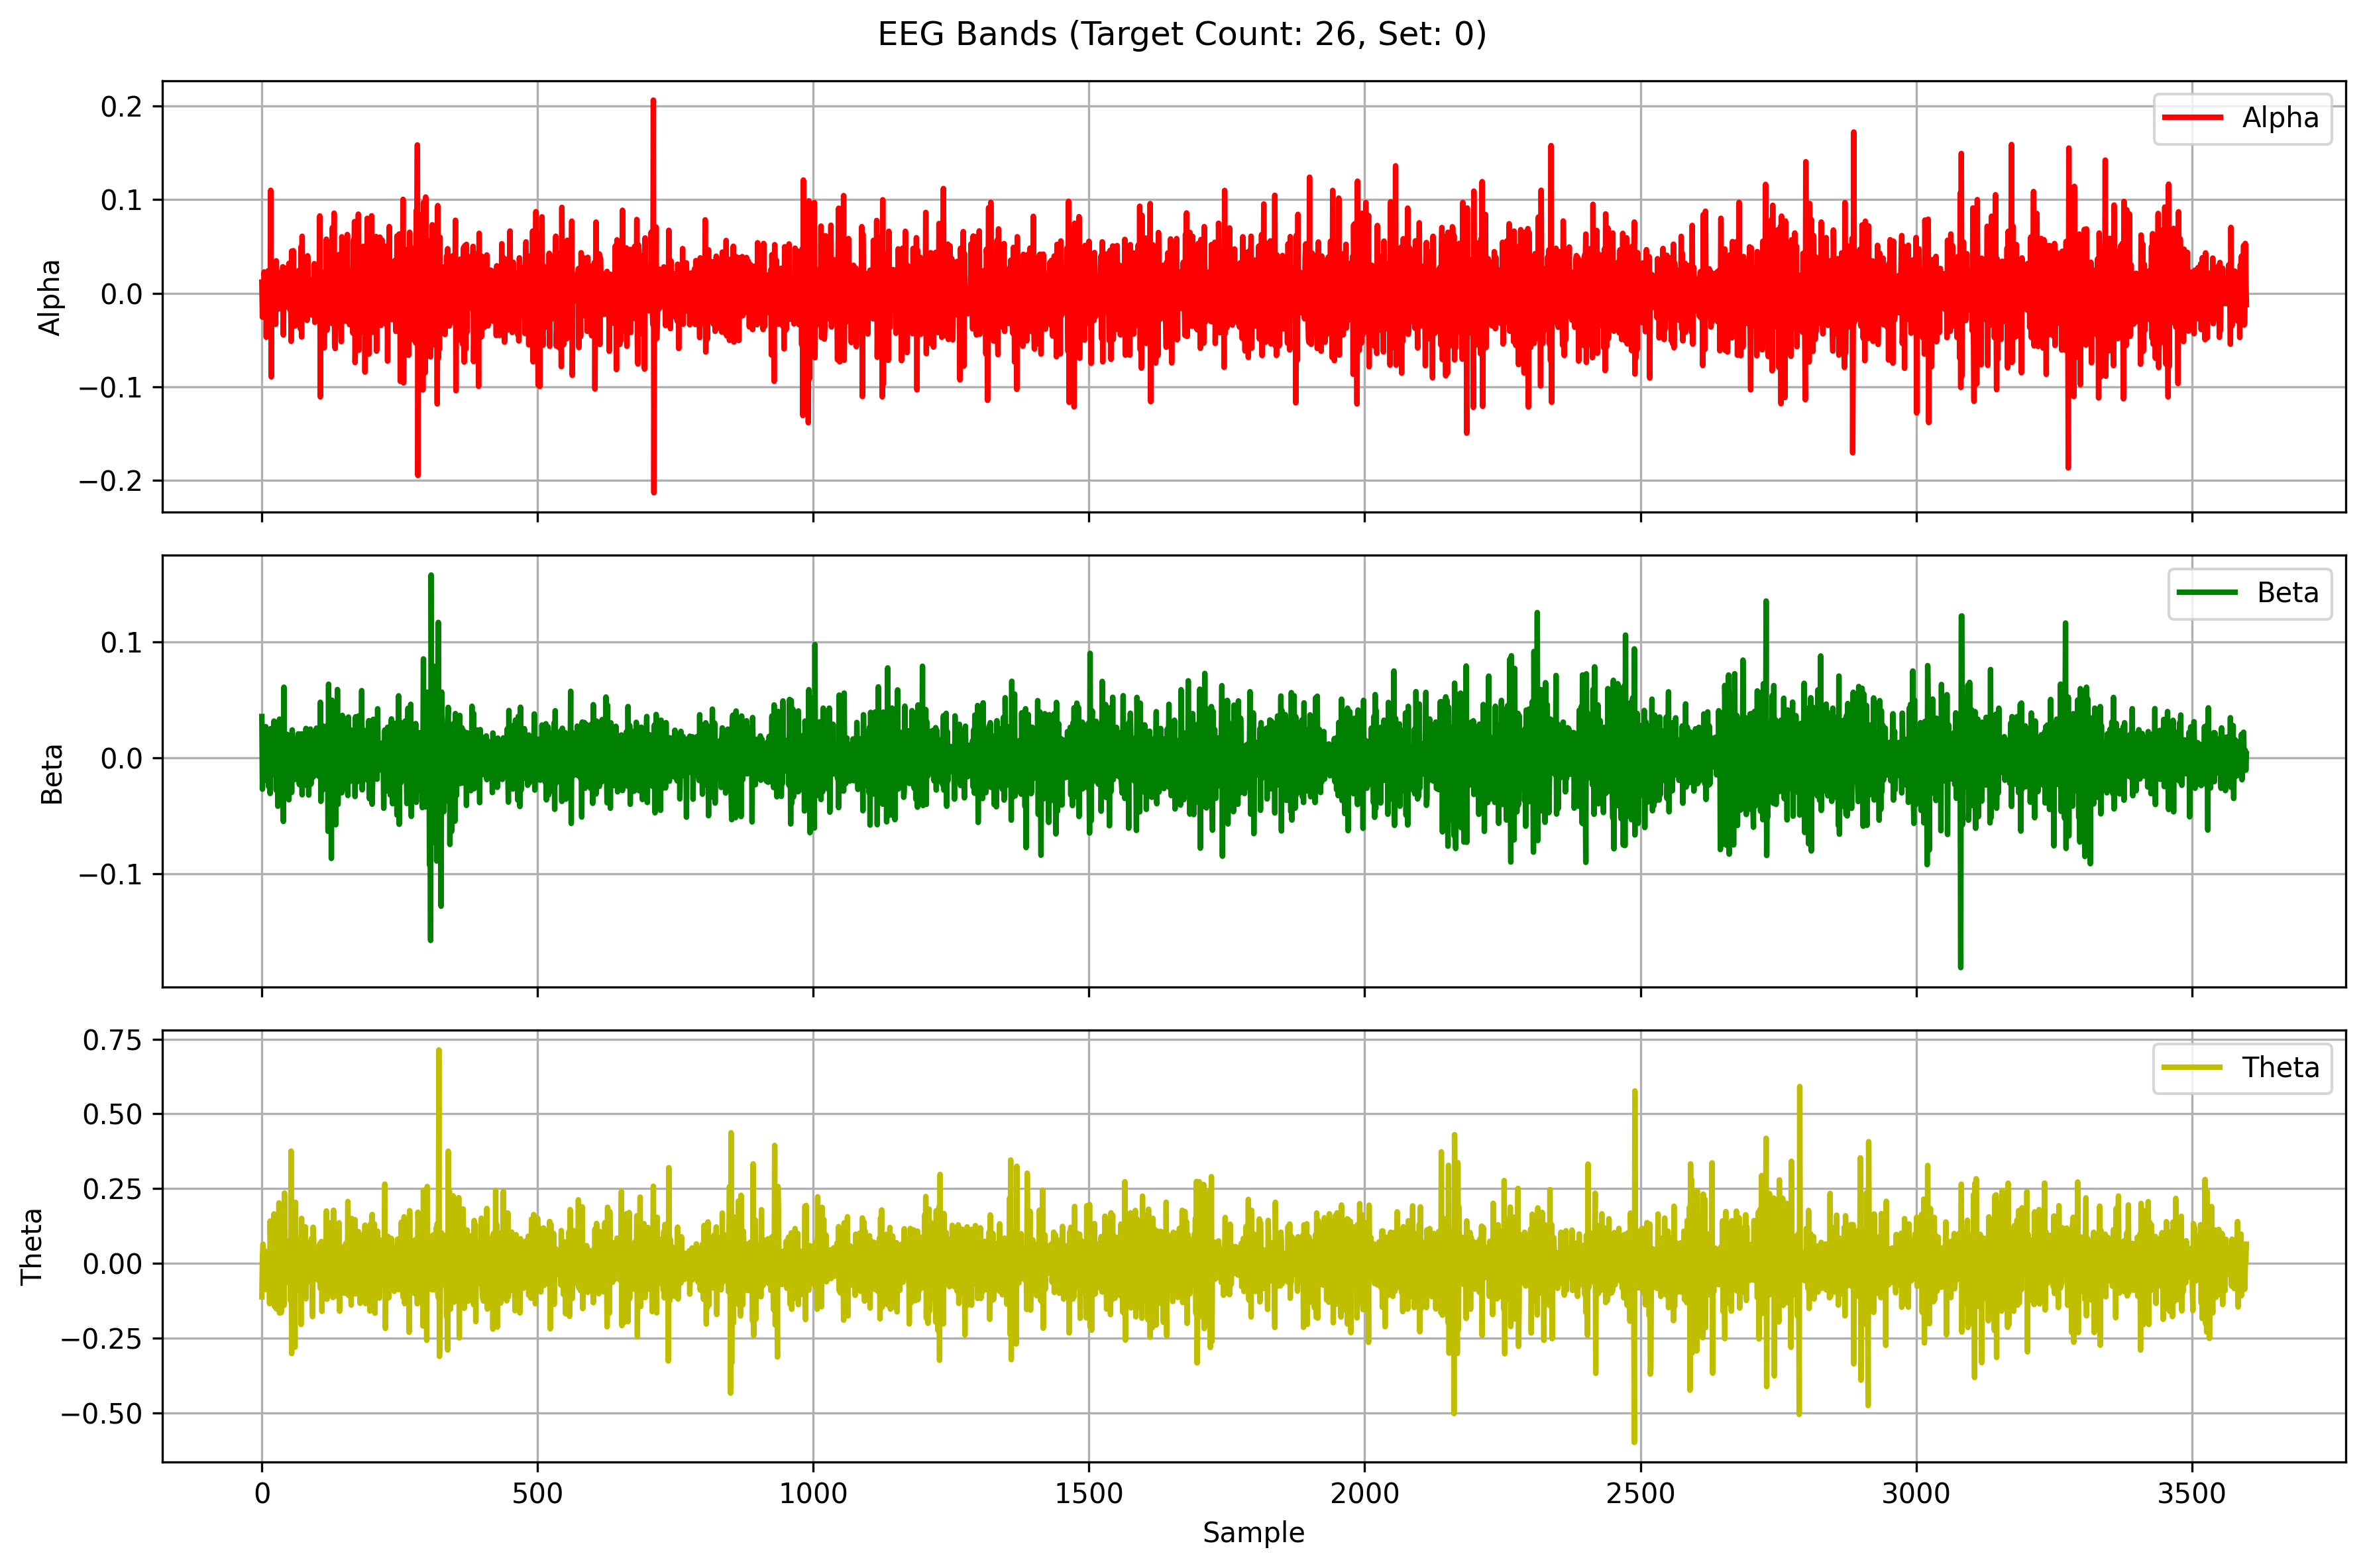 EEG Bands (Target Count: 26, Set: 0)
0.2
0.1
0.0
−0.1
−0.2
Alpha
Alpha
0.1
0.0
−0.1
Beta
Beta
0.75
0.50
0.25
0.00
−0.25
−0.50
Theta
Theta
0 500 1000 1500 2000 2500 3000 3500
Sample